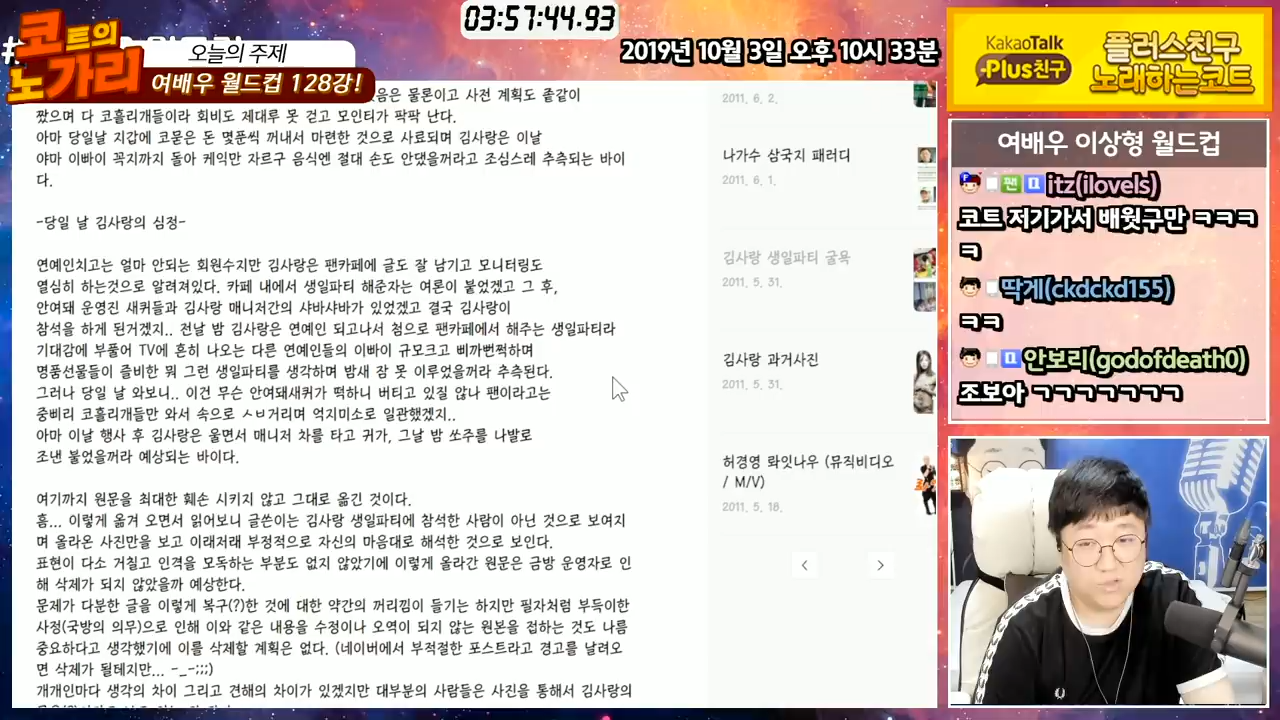 03:57:44.93
코트의
노가리
오늘의 주제
여배우 월드컵 128강!
2019년 10월 3일 오후 10시 33분
KakaoTalk
Plus친구
플러스친구
노래하는코트
음은 물론이고 사전 계획도 좉같이
짰으며 다 코흘리개들이라 회비도 제대루 못 걷고 모인티가 팍팍 난다.
아마 당일날 지갑에 코묻은 돈 몇푼씩 꺼내서 마련한 것으로 사료되며 김사랑은 이날
야마 이빠이 꼭지까지 돌아 케익만 자르구 음식엔 절대 손도 안댔을꺼라고 조심스레 추측되는 바이
다.
-당일 날 김사랑의 심정-
연예인치고는 얼마 안되는 회원수지만 김사랑은 팬카페에 글도 잘 남기고 모니터링도
열심히 하는것으로 알려져있다. 카페 내에서 생일파티 해준자는 여론이 붙었겠고 그 후,
안여돼 운영진 새퀴들과 김사랑 매니저간의 샤바샤바가 있었겠고 결국 김사랑이
참석을 하게 된거겠지.. 전날 밤 김사랑은 연예인 되고나서 첨으로 팬카페에서 해주는 생일파티라
기대감에 부풀어 TV에 흔히 나오는 다른 연예인들의 이빠이 규모크고 삐까뻔쩍하며
명품선물들이 즐비한 뭐 그런 생일파티를 생각하며 밤새 잠 못 이루었을꺼라 추측된다.
그러나 당일 날 와보니.. 이건 무슨 안여돼새퀴가 떡하니 버티고 있질 않나 팬이라고는
중삐리 코흘리개들만 와서 속으로 ㅅㅂ거리며 억지미소로 일관했겠지..
아마 이날 행사 후 김사랑은 울면서 매니저 차를 타고 귀가, 그날 밤 쏘주를 나발로
조낸 불었을꺼라 예상되는 바이다.
여기까지 원문을 최대한 훼손 시키지 않고 그대로 옮긴 것이다.
흠... 이렇게 옮겨 오면서 읽어보니 글쓴이는 김사랑 생일파티에 참석한 사람이 아닌 것으로 보여지
며 올라온 사진만을 보고 이래저래 부정적으로 자신의 마음대로 해석한 것으로 보인다.
표현이 다소 거칠고 인격을 모독하는 부분도 없지 않았기에 이렇게 올라간 원문은 금방 운영자로 인
해 삭제가 되지 않았을까 예상한다.
문제가 다분한 글을 이렇게 복구(?)한 것에 대한 약간의 꺼리낌이 들기는 하지만 필자처럼 부득이한
사정(국방의 의무)으로 인해 이와 같은 내용을 수정이나 오역이 되지 않는 원본을 접하는 것도 나름
중요하다고 생각했기에 이를 삭제할 계획은 없다. (네이버에서 부적절한 포스트라고 경고를 날려오
면 삭제가 될테지만... -_-;;;)
개개인마다 생각의 차이 그리고 견해의 차이가 있겠지만 대부분의 사람들은 사진을 통해서 김사랑의
2011. 6. 2.
나가수 삼국지 패러디
2011. 6. 1.
김사랑 생일파티 굴욕
2011. 5. 31.
김사랑 과거사진
2011. 5. 31.
허경영 롸잇나우 (뮤직비디오
/ M/V)
2011. 5. 18.
여배우 이상형 월드컵
팬 itz(ilovels)
코트 저기가서 배웟구만 ㅋㅋㅋ
ㅋ
딱게(ckdckd155)
ㅋㅋ
안보리(godofdeath0)
조보아 ㄱㄱㄱㄱㄱㄱㄱ